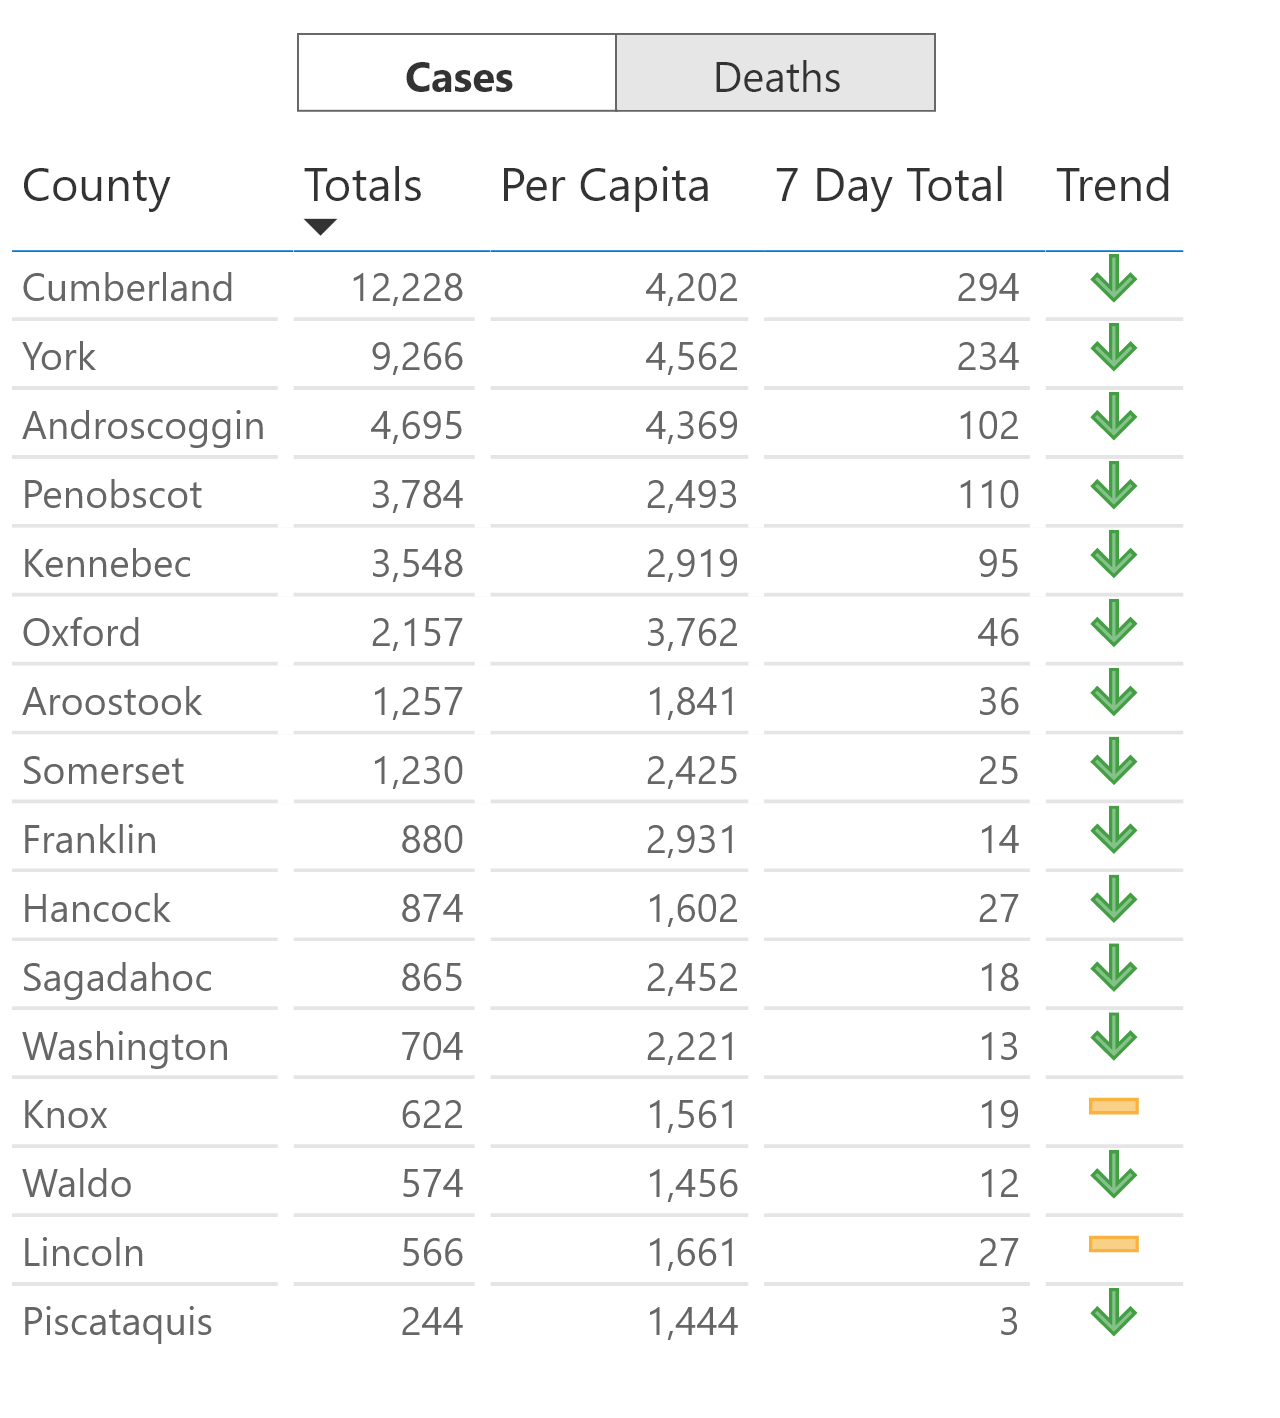 Cases Deaths
County Totals Per Capita 7 Day Total Trend
Cumberland 12,228 4,202 294
York 9,266 4,562 234
Androscoggin 4,695 4,369 102
Penobscot 3,784 2,493 110
Kennebec 3,548 2,919 95
Oxford 2,157 3,762 46
Aroostook 1,257 1,841 36
Somerset 1,230 2,425 25
Franklin 880 2,931 14
Hancock 874 1,602 27
Sagadahoc 865 2,452 18
Washington 704 2,221 13
Knox 622 1,561 19
Waldo 574 1,456 12
Lincoln 566 1,661 27
Piscataquis 244 1,444 3